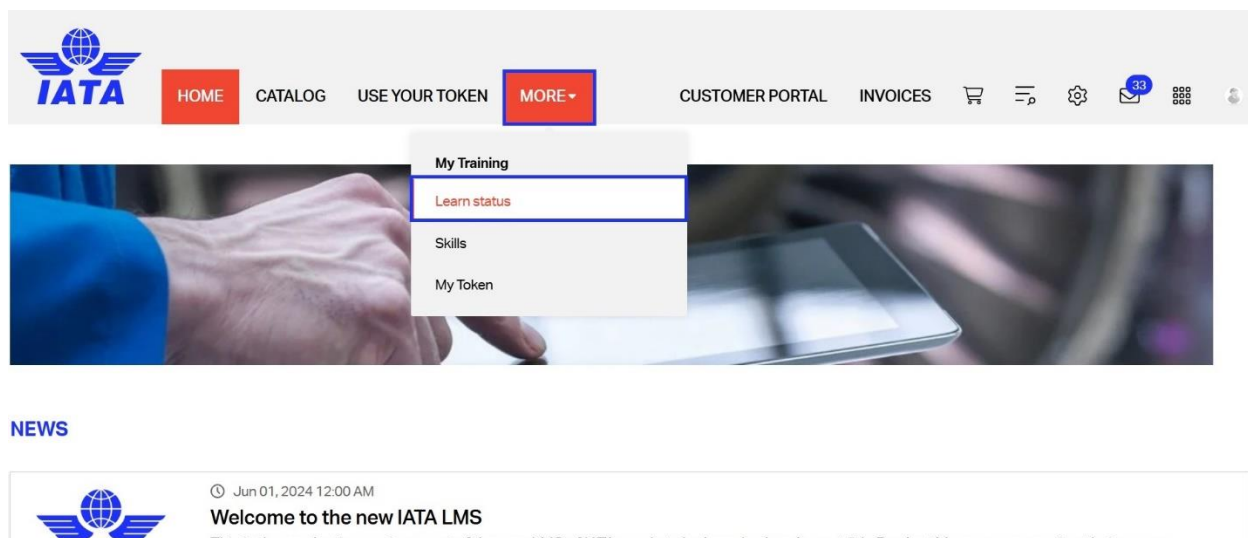 IATA
HOME CATALOG USE YOUR TOKEN MORE CUSTOMER PORTAL INVOICES 33
My Training
Learn status
Skills
My Token
NEWS
Jun 01, 2024 12:00 AM
Welcome to the new IATA LMS